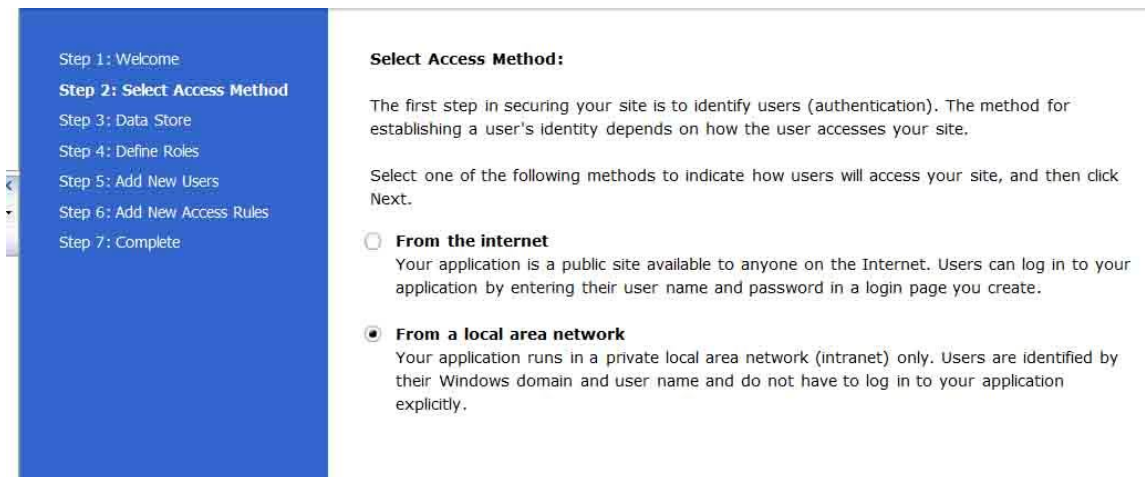 Step 1: Welcome
Step 2: Select Access Method
Step 3: Data Store
Step 4: Define Roles
Step 5: Add New Users
Step 6: Add New Access Rules
Step 7: Complete
Select Access Method:
The first step in securing your site is to identify users (authentication). The method for
establishing a user's identity depends on how the user accesses your site.
Select one of the following methods to indicate how users will access your site, and then click
Next.
From the internet
Your application is a public site available to anyone on the Internet. Users can log in to your
application by entering their user name and password in a login page you create.
From a local area network
Your application runs in a private local area network (intranet) only. Users are identified by
their Windows domain and user name and do not have to log in to your application
explicitly.